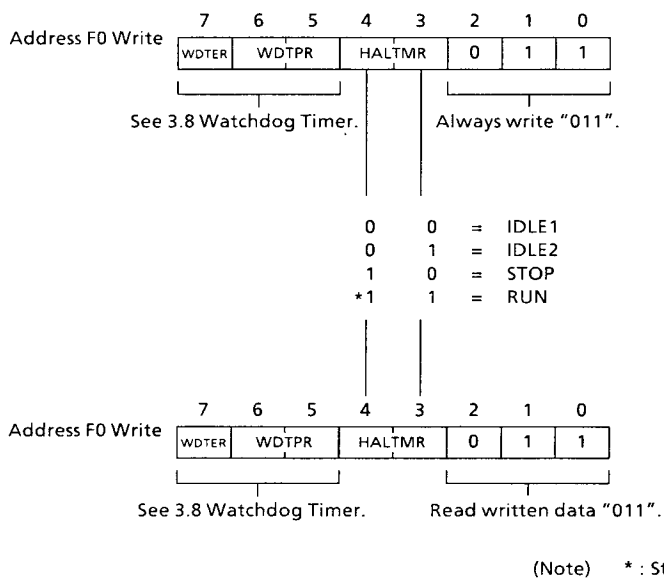 7 6 5 4 3 2 1 0
Address F0 Write WDTER WDTPR HALTMR 0 1 1
See 3.8 Watchdog Timer. Always write "011".
0 0 = IDLE1
0 1 = IDLE2
1 0 = STOP
*1 1 = RUN
7 6 5 4 3 2 1 0
Address F0 Write WDTER WDTPR HALTMR 0 1 1
See 3.8 Watchdog Timer. Read written data "011".
(Note) * :